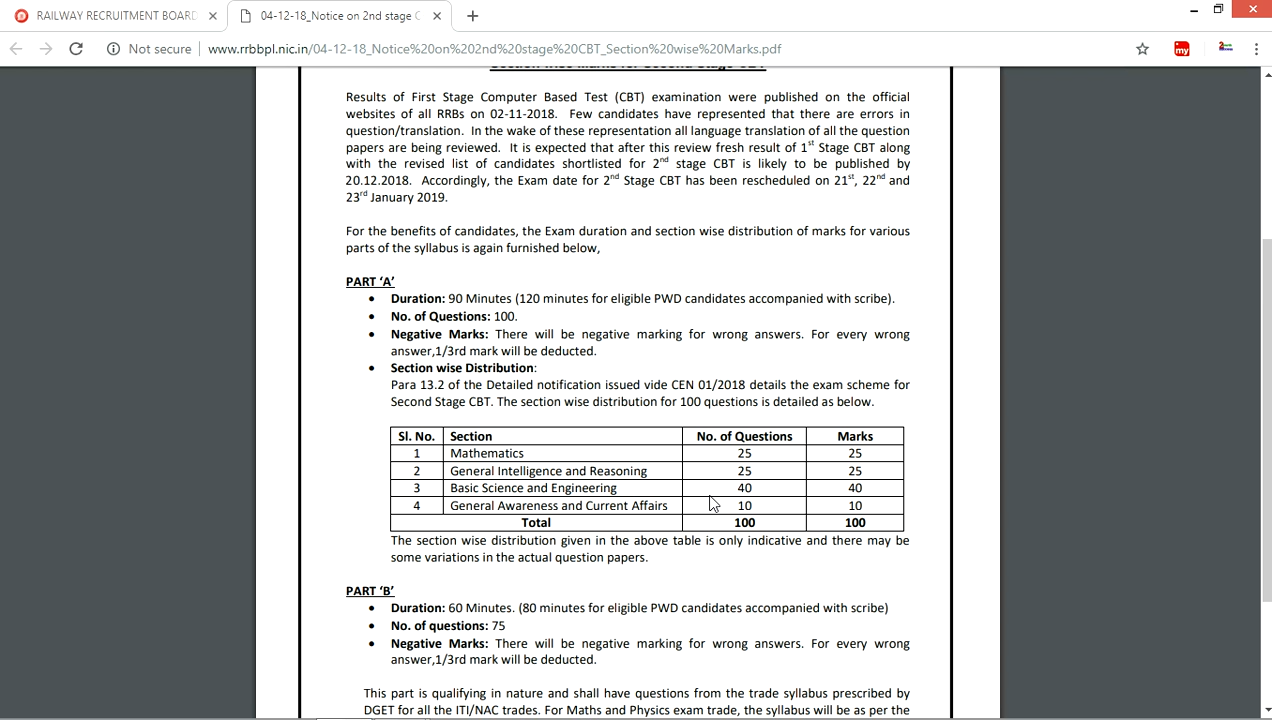 RAILWAY RECRUITMENT BOARD
04-12-18_Notice on 2nd stage C
Not secure
www.rrbbpl.nic.in/04-12-18_Notice%20on%202nd%20stage%20CBT_Section%20wise%20Marks.pdf
my
Section wise Marks for Second Stage CBT
Results of First Stage Computer Based Test (CBT) examination were published on the official
websites of all RRBs on 02-11-2018. Few candidates have represented that there are errors in
question/translation. In the wake of these representation all language translation of all the question
papers are being reviewed. It is expected that after this review fresh result of 1st Stage CBT along
with the revised list of candidates shortlisted for 2nd stage CBT is likely to be published by
20.12.2018. Accordingly, the Exam date for 2nd Stage CBT has been rescheduled on 21st, 22nd and
23rd January 2019.
For the benefits of candidates, the Exam duration and section wise distribution of marks for various
parts of the syllabus is again furnished below,
PART ‘A’
• Duration: 90 Minutes (120 minutes for eligible PWD candidates accompanied with scribe).
• No. of Questions: 100.
• Negative Marks: There will be negative marking for wrong answers. For every wrong
answer,1/3rd mark will be deducted.
• Section wise Distribution:
Para 13.2 of the Detailed notification issued vide CEN 01/2018 details the exam scheme for
Second Stage CBT. The section wise distribution for 100 questions is detailed as below.
Sl. No. Section No. of Questions Marks
1 Mathematics 25 25
2 General Intelligence and Reasoning 25 25
3 Basic Science and Engineering 40 40
4 General Awareness and Current Affairs 10 10
Total 100 100
The section wise distribution given in the above table is only indicative and there may be
some variations in the actual question papers.
PART ‘B’
• Duration: 60 Minutes. (80 minutes for eligible PWD candidates accompanied with scribe)
• No. of questions: 75
• Negative Marks: There will be negative marking for wrong answers. For every wrong
answer,1/3rd mark will be deducted.
This part is qualifying in nature and shall have questions from the trade syllabus prescribed by
DGET for all the ITI/NAC trades. For Maths and Physics exam trade, the syllabus will be as per the